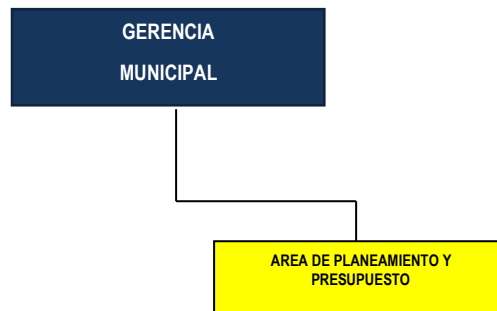 GERENCIA
MUNICIPAL
AREA DE PLANEAMIENTO Y
PRESUPUESTO